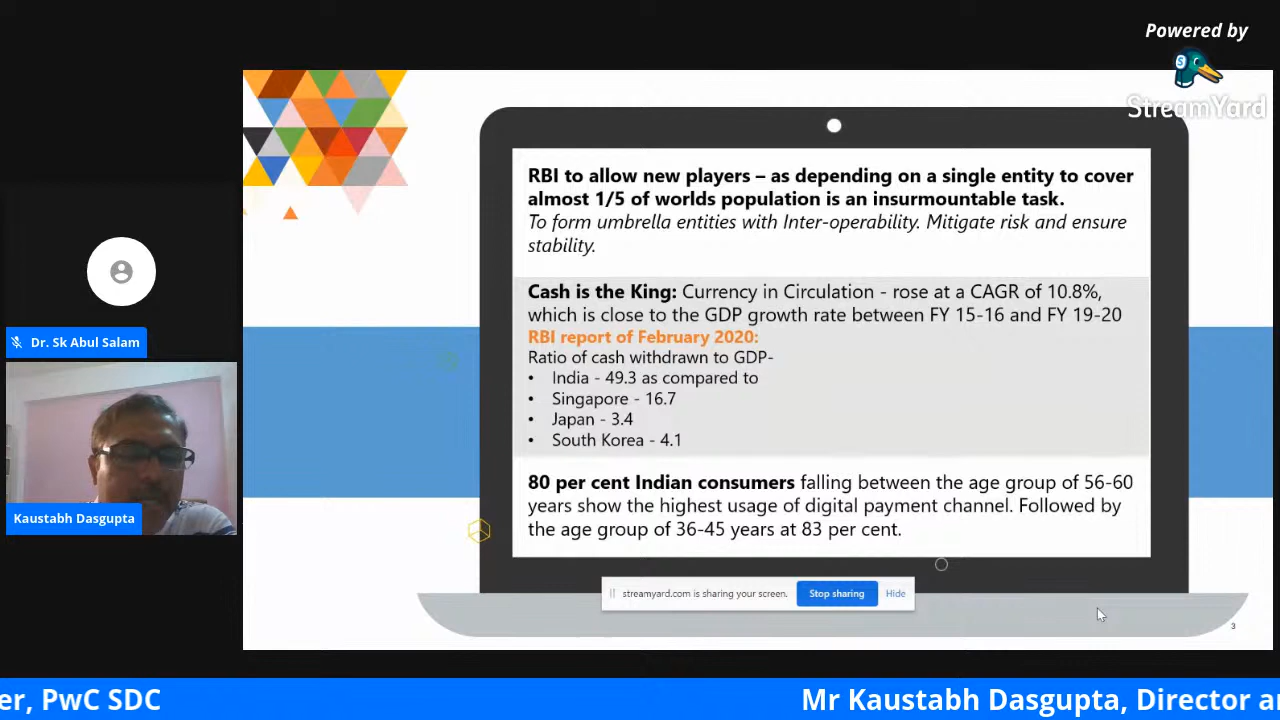 Powered by
StreamYard
RBI to allow new players – as depending on a single entity to cover
almost 1/5 of worlds population is an insurmountable task.
To form umbrella entities with Inter-operability. Mitigate risk and ensure
stability.
Cash is the King: Currency in Circulation - rose at a CAGR of 10.8%,
which is close to the GDP growth rate between FY 15-16 and FY 19-20
RBI report of February 2020:
Ratio of cash withdrawn to GDP-
• India - 49.3 as compared to
• Singapore - 16.7
• Japan - 3.4
• South Korea - 4.1
80 per cent Indian consumers falling between the age group of 56-60
years show the highest usage of digital payment channel. Followed by
the age group of 36-45 years at 83 per cent.
Dr. Sk Abul Salam
Kaustabh Dasgupta
streamyard.com is sharing your screen.
Stop sharing
Hide
3
er, PwC SDC
Mr Kaustabh Dasgupta, Director a